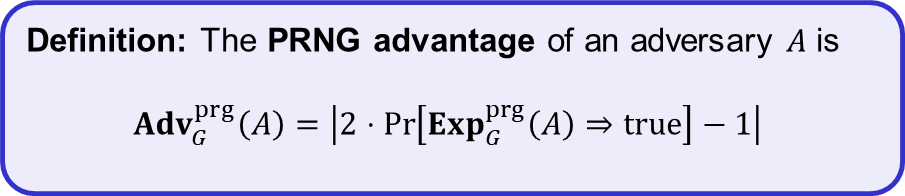 Definition: The PRNG advantage of an adversary A is
Adv_G^prg(A) = |2 · Pr[Exp_G^prg(A) ⇒ true] − 1|